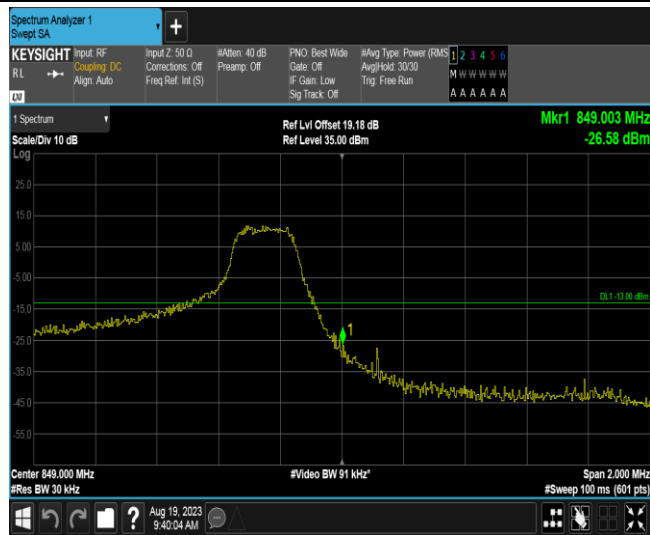 Spectrum Analyzer 1
Swept SA
+
KEYSIGHT
RL
LXI
Input: RF
Coupling: DC
Align: Auto
Input Z: 50 Ω
Corrections: Off
Freq Ref: Int (S)
#Atten: 40 dB
Preamp: Off
PNO: Best Wide
Gate: Off
IF Gain: Low
Sig Track: Off
#Avg Type: Power (RMS
Avg|Hold: 30/30
Trig: Free Run
1 2 3 4 5 6
M W W W W W
A A A A A A
1 Spectrum
Scale/Div 10 dB
Ref Lvl Offset 19.18 dB
Ref Level 35.00 dBm
Mkr1 849.003 MHz
-26.58 dBm
Log
25.0
15.0
5.00
-5.00
-15.0
-25.0
-35.0
-45.0
-55.0
DL1 -13.00 dBm
1
Center 849.000 MHz
#Res BW 30 kHz
#Video BW 91 kHz*
Span 2.000 MHz
#Sweep 100 ms (601 pts)
?
Aug 19, 2023
9:40:04 AM